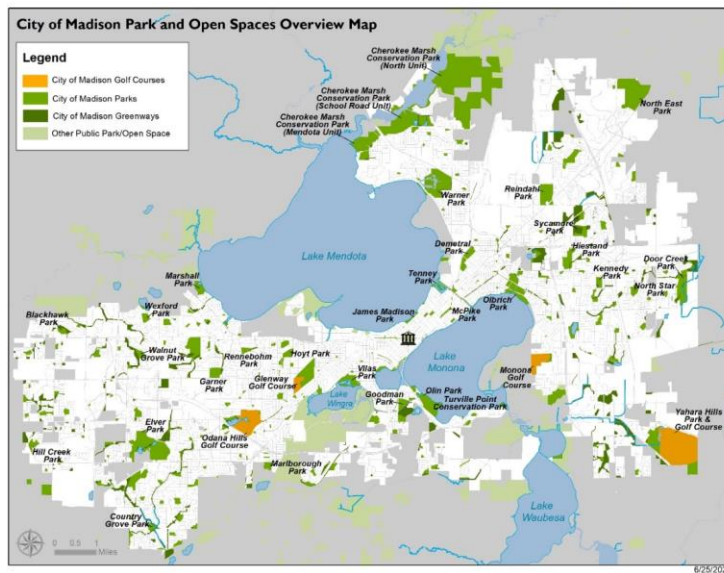 City of Madison Park and Open Spaces Overview Map
Legend
City of Madison Golf Courses
City of Madison Parks
City of Madison Greenways
Other Public Park/Open Space
Cherokee Marsh
Conservation Park
(North Unit)
Cherokee Marsh
Conservation Park
(School Road Unit)
Cherokee Marsh
Conservation Park
(Mendota Unit)
North East
Park
Warner
Park
Reindahl
Park
Sycamore
Park
Demetral
Park
Hiestand
Park
Lake Mendota
Tenney
Park
Kennedy
Park
Door Creek
Park
North Star
Park
Marshall
Park
Wexford
Park
Blackhawk
Park
James Madison
Park
McPike
Park
Olbrich
Park
Walnut
Grove Park
Rennebohm
Park
Hoyt Park
Garner
Park
Glenway
Golf Course
Vilas
Park
Lake
Monona
Monona
Golf
Course
Lake
Wingra
Goodman
Park
Olin Park
Turville Point
Conservation Park
Elver
Park
Odana Hills
Golf Course
Yahara Hills
Park &
Golf Course
Hill Creek
Park
Marlborough
Park
Country
Grove Park
Lake
Waubesa
0 0.5 1
Miles
6/25/20